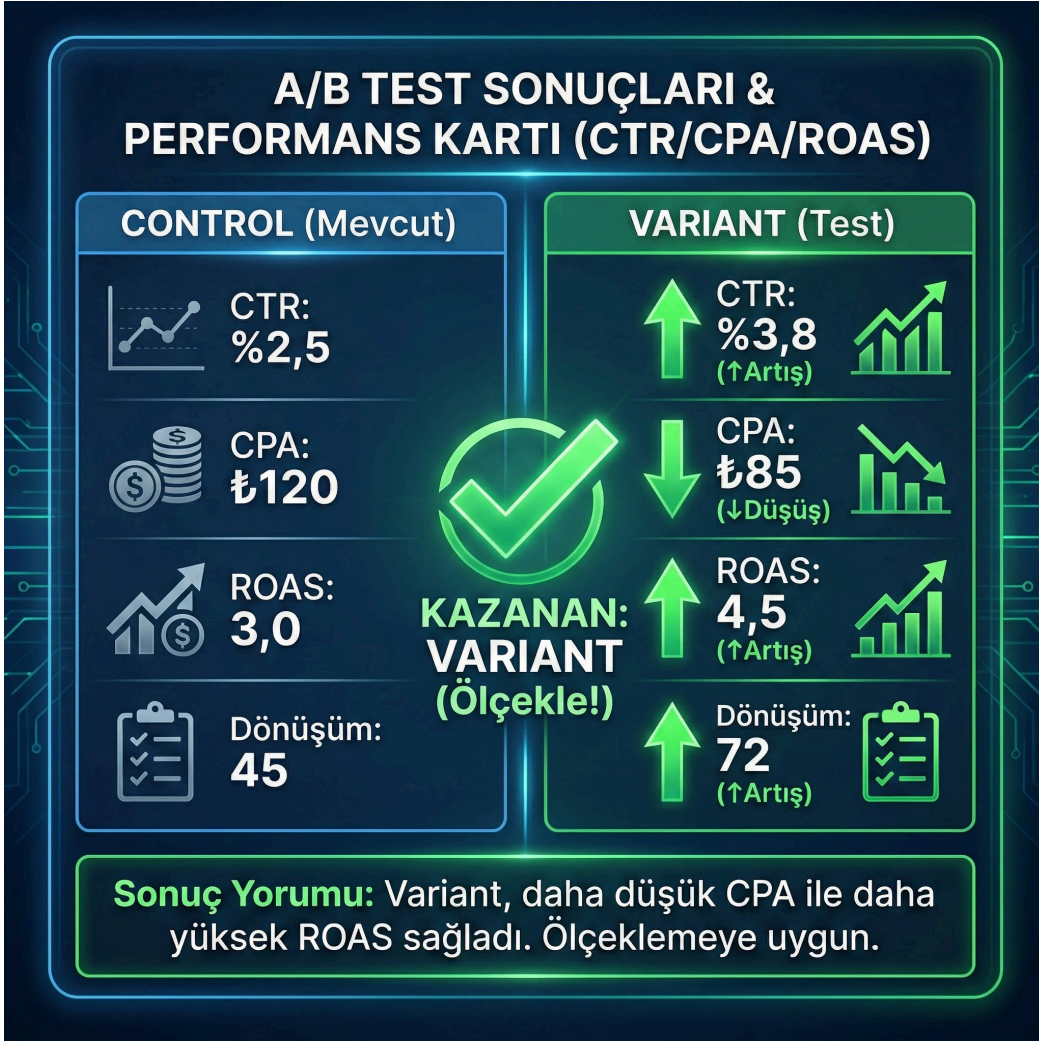 A/B TEST SONUÇLARI &
PERFORMANS KARTI (CTR/CPA/ROAS)
CONTROL (Mevcut)
CTR:
%2,5
CPA:
₺120
ROAS:
3,0
Dönüşüm:
45
KAZANAN:
VARIANT
(Ölçekle!)
VARIANT (Test)
CTR:
%3,8
(↑Artış)
CPA:
₺85
(↓Düşüş)
ROAS:
4,5
(↑Artış)
Dönüşüm:
72
(↑Artış)
Sonuç Yorumu: Variant, daha düşük CPA ile daha
yüksek ROAS sağladı. Ölçeklemeye uygun.